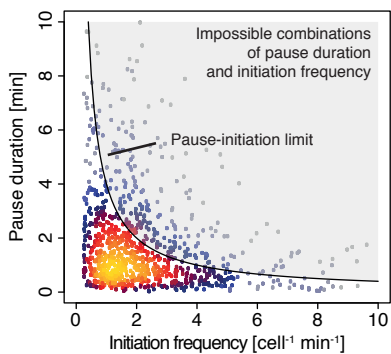 Impossible combinations
of pause duration
and initiation frequency
Pause-initiation limit
Pause duration [min]
10
8
6
4
2
0
0 2 4 6 8 10
Initiation frequency [cell⁻¹ min⁻¹]